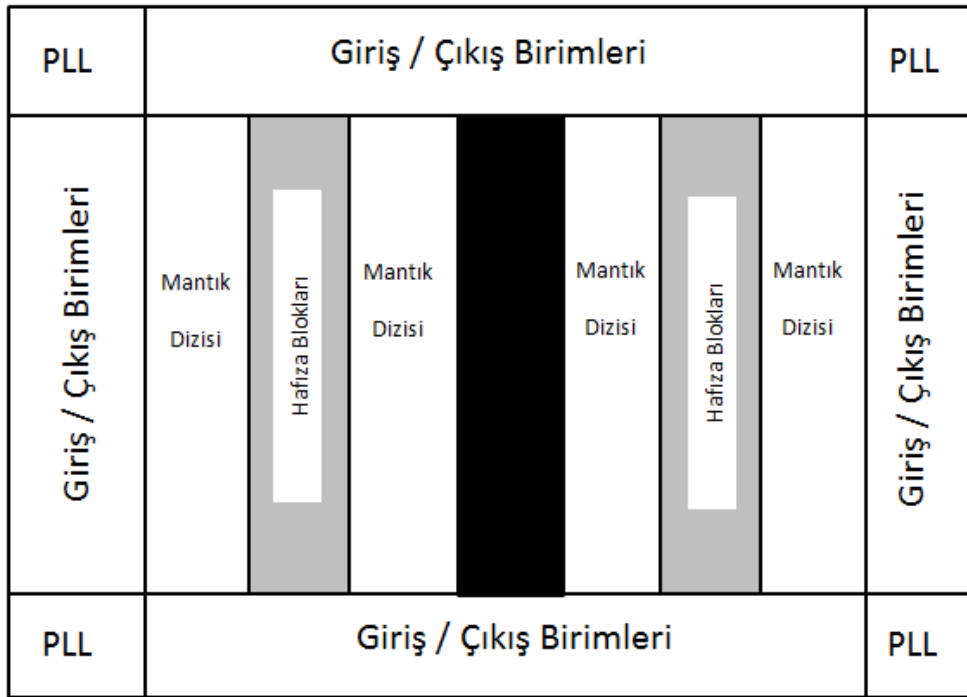 PLL
Giriş / Çıkış Birimleri
PLL
Giriş / Çıkış Birimleri
Mantık
Dizisi
Hafıza Blokları
Mantık
Dizisi
Mantık
Dizisi
Hafıza Blokları
Mantık
Dizisi
Giriş / Çıkış Birimleri
PLL
Giriş / Çıkış Birimleri
PLL